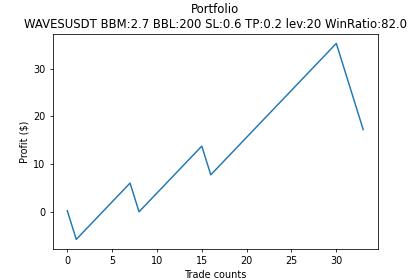 Portfolio
WAVESUSDT BBM:2.7 BBL:200 SL:0.6 TP:0.2 lev:20 WinRatio:82.0
Profit ($)
30
20
10
0
0 5 10 15 20 25 30
Trade counts